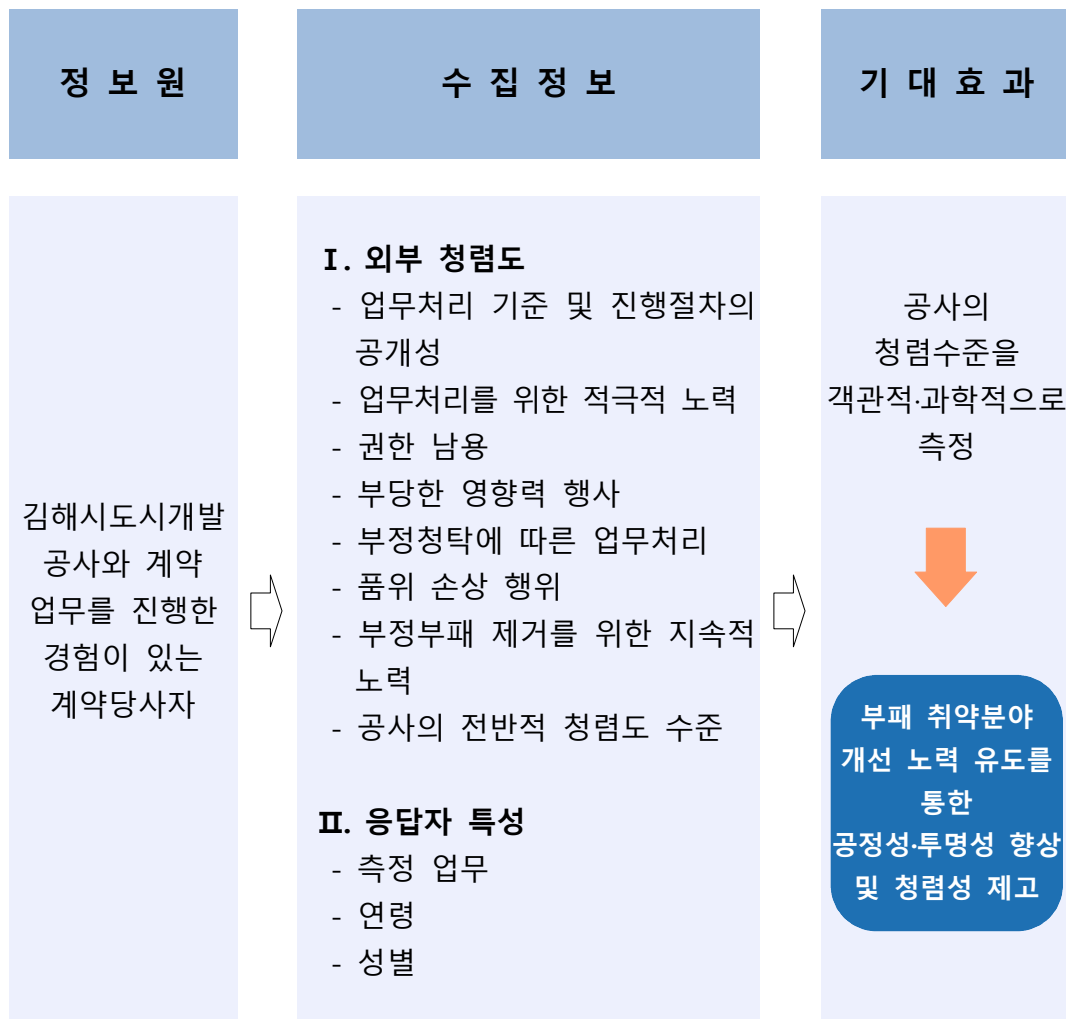 정 보 원
수 집 정 보
기 대 효 과
김해시도시개발
공사와 계약
업무를 진행한
경험이 있는
계약당사자
Ⅰ. 외부 청렴도
- 업무처리 기준 및 진행절차의
공개성
- 업무처리를 위한 적극적 노력
- 권한 남용
- 부당한 영향력 행사
- 부정청탁에 따른 업무처리
- 품위 손상 행위
- 부정부패 제거를 위한 지속적
노력
- 공사의 전반적 청렴도 수준
Ⅱ. 응답자 특성
- 측정 업무
- 연령
- 성별
공사의
청렴수준을
객관적·과학적으로
측정
부패 취약분야
개선 노력 유도를
통한
공정성·투명성 향상
및 청렴성 제고